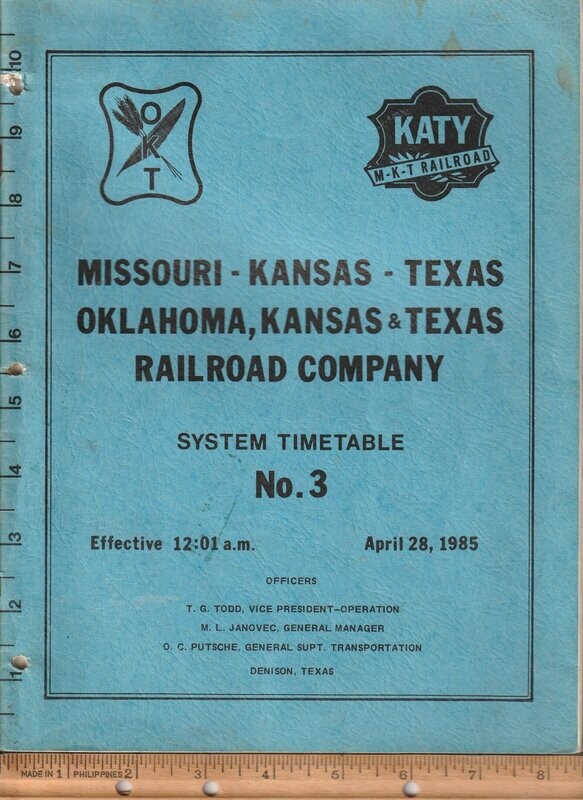 O
K
T
KATY
M-K-T RAILROAD
MISSOURI - KANSAS - TEXAS
OKLAHOMA, KANSAS & TEXAS
RAILROAD COMPANY
SYSTEM TIMETABLE
No. 3
Effective 12:01 a.m. April 28, 1985
OFFICERS
T. G. TODD, VICE PRESIDENT-OPERATION
M. L. JANOVEC, GENERAL MANAGER
O. C. PUTSCHE, GENERAL SUPT. TRANSPORTATION
DENISON, TEXAS
10
9
8
7
6
5
4
3
2
1
MADE IN 1 PHILIPPINES 2 3 4 5 6 7 8